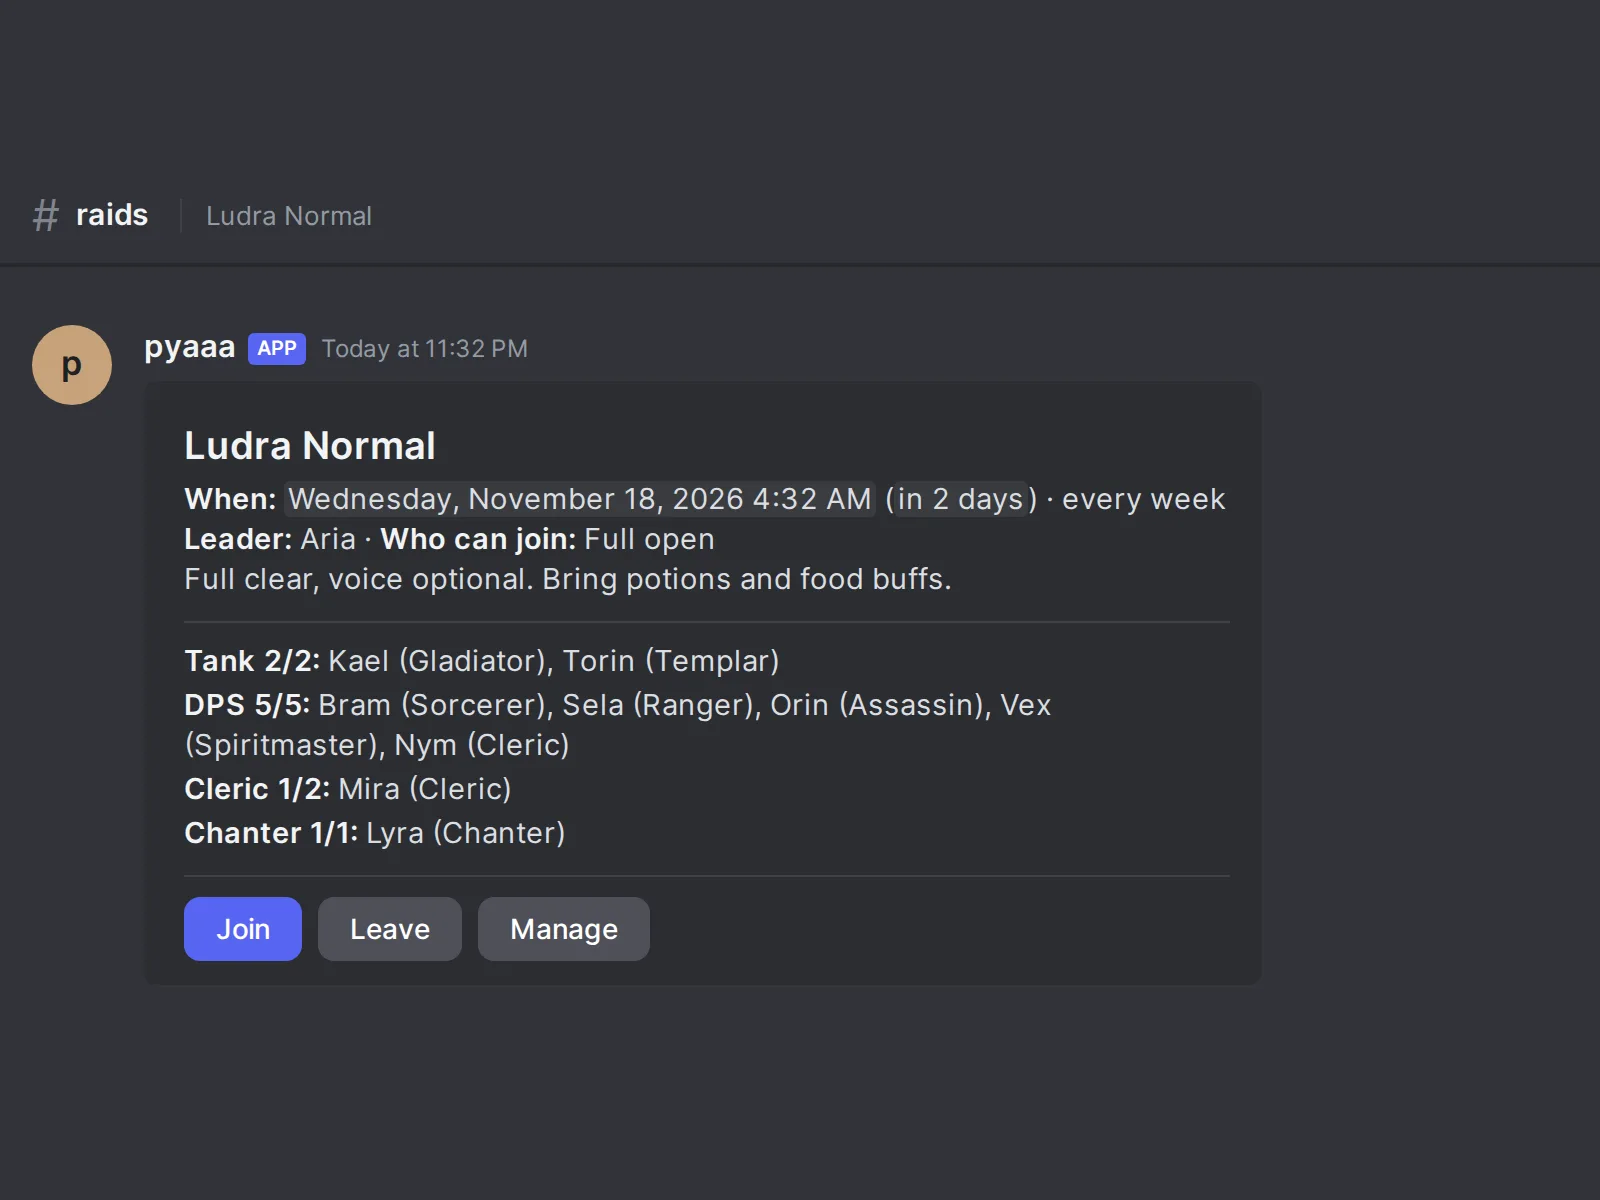 # raids Ludra Normal
p
pyaaa APP Today at 11:32 PM
Ludra Normal
When: Wednesday, November 18, 2026 4:32 AM (in 2 days) · every week
Leader: Aria · Who can join: Full open
Full clear, voice optional. Bring potions and food buffs.
Tank 2/2: Kael (Gladiator), Torin (Templar)
DPS 5/5: Bram (Sorcerer), Sela (Ranger), Orin (Assassin), Vex
(Spiritmaster), Nym (Cleric)
Cleric 1/2: Mira (Cleric)
Chanter 1/1: Lyra (Chanter)
Join Leave Manage